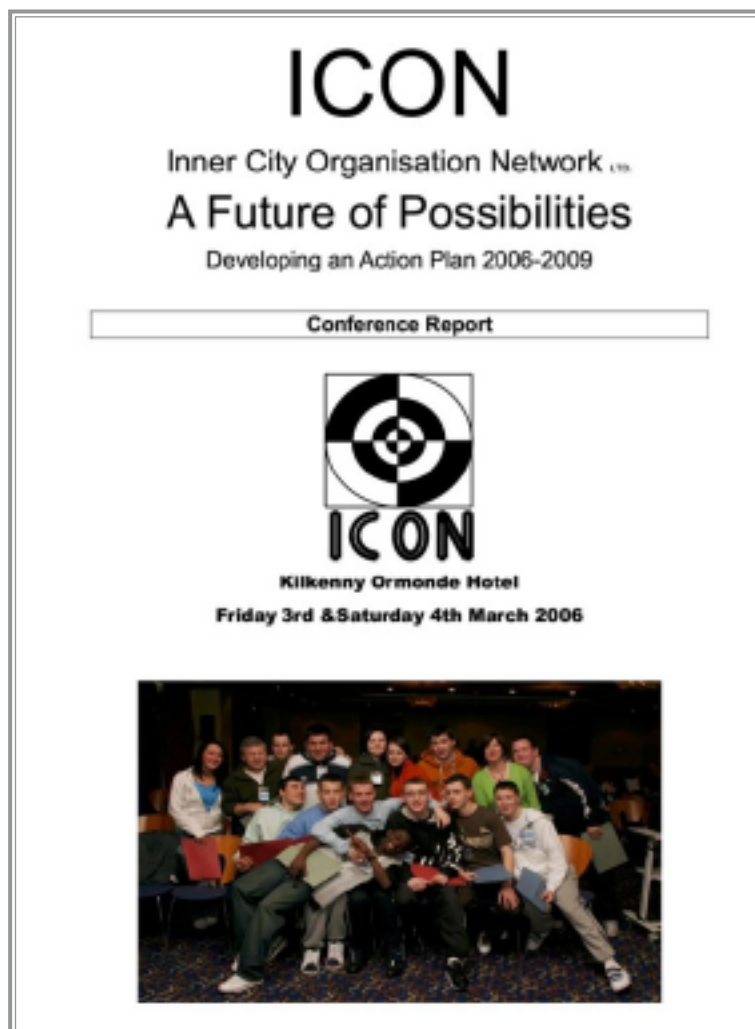 ICON
Inner City Organisation Network LTD.
A Future of Possibilities
Developing an Action Plan 2006-2009
Conference Report
ICON
Kilkenny Ormonde Hotel
Friday 3rd &Saturday 4th March 2006